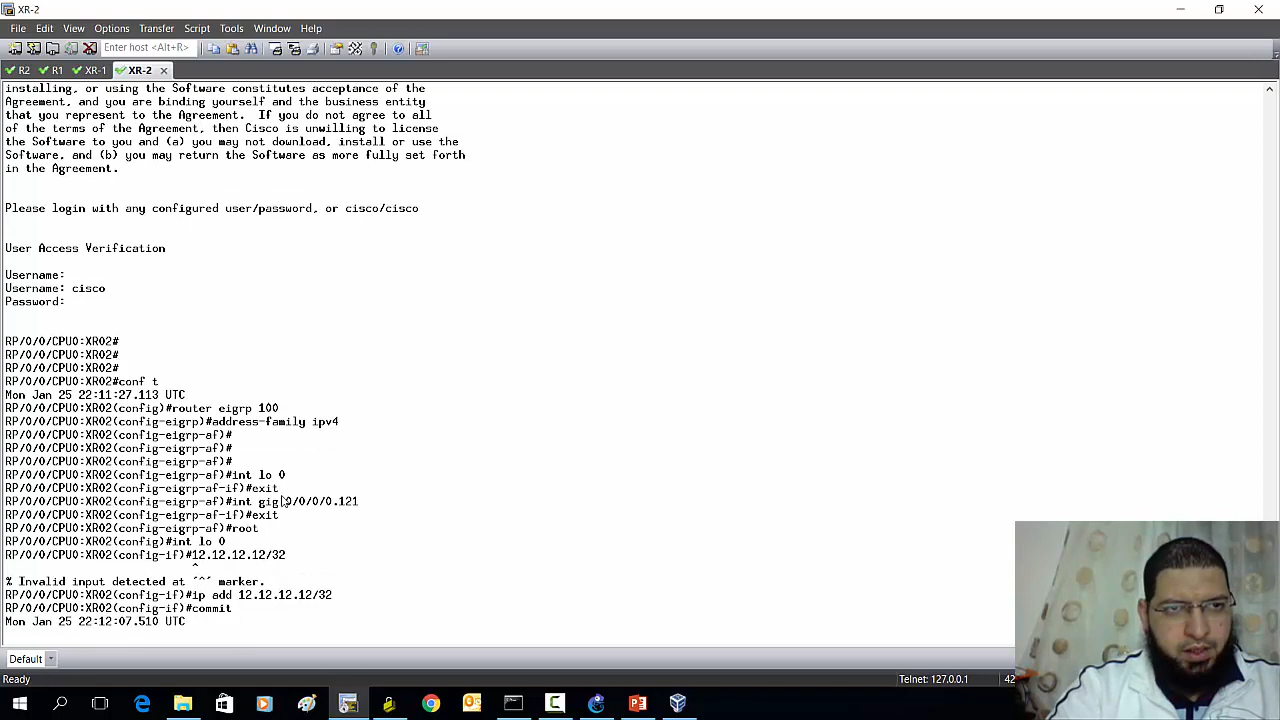 XR-2
File Edit View Options Transfer Script Tools Window Help
Enter host <Alt+R>
R2 R1 XR-1 XR-2
installing, or using the Software constitutes acceptance of the
Agreement, and you are binding yourself and the business entity
that you represent to the Agreement.  If you do not agree to all
of the terms of the Agreement, then Cisco is unwilling to license
the Software to you and (a) you may not download, install or use the
Software, and (b) you may return the Software as more fully set forth
in the Agreement.
Please login with any configured user/password, or cisco/cisco
User Access Verification
Username:
Username: cisco
Password:
RP/0/0/CPU0:XR02#
RP/0/0/CPU0:XR02#
RP/0/0/CPU0:XR02#
RP/0/0/CPU0:XR02#conf t
Mon Jan 25 22:11:27.113 UTC
RP/0/0/CPU0:XR02(config)#router eigrp 100
RP/0/0/CPU0:XR02(config-eigrp)#address-family ipv4
RP/0/0/CPU0:XR02(config-eigrp-af)#
RP/0/0/CPU0:XR02(config-eigrp-af)#
RP/0/0/CPU0:XR02(config-eigrp-af)#
RP/0/0/CPU0:XR02(config-eigrp-af)#int lo 0
RP/0/0/CPU0:XR02(config-eigrp-af-if)#exit
RP/0/0/CPU0:XR02(config-eigrp-af)#int gig 0/0/0/0.121
RP/0/0/CPU0:XR02(config-eigrp-af-if)#exit
RP/0/0/CPU0:XR02(config-eigrp-af)#root
RP/0/0/CPU0:XR02(config)#int lo 0
RP/0/0/CPU0:XR02(config-if)#12.12.12.12/32
^
% Invalid input detected at '^' marker.
RP/0/0/CPU0:XR02(config-if)#ip add 12.12.12.12/32
RP/0/0/CPU0:XR02(config-if)#commit
Mon Jan 25 22:12:07.510 UTC
Default
Ready Telnet: 127.0.0.1 42